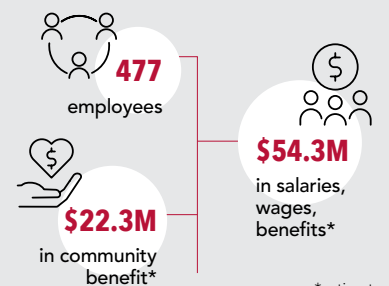 477
employees
$54.3M
in salaries,
wages,
benefits*
$22.3M
in community
benefit*